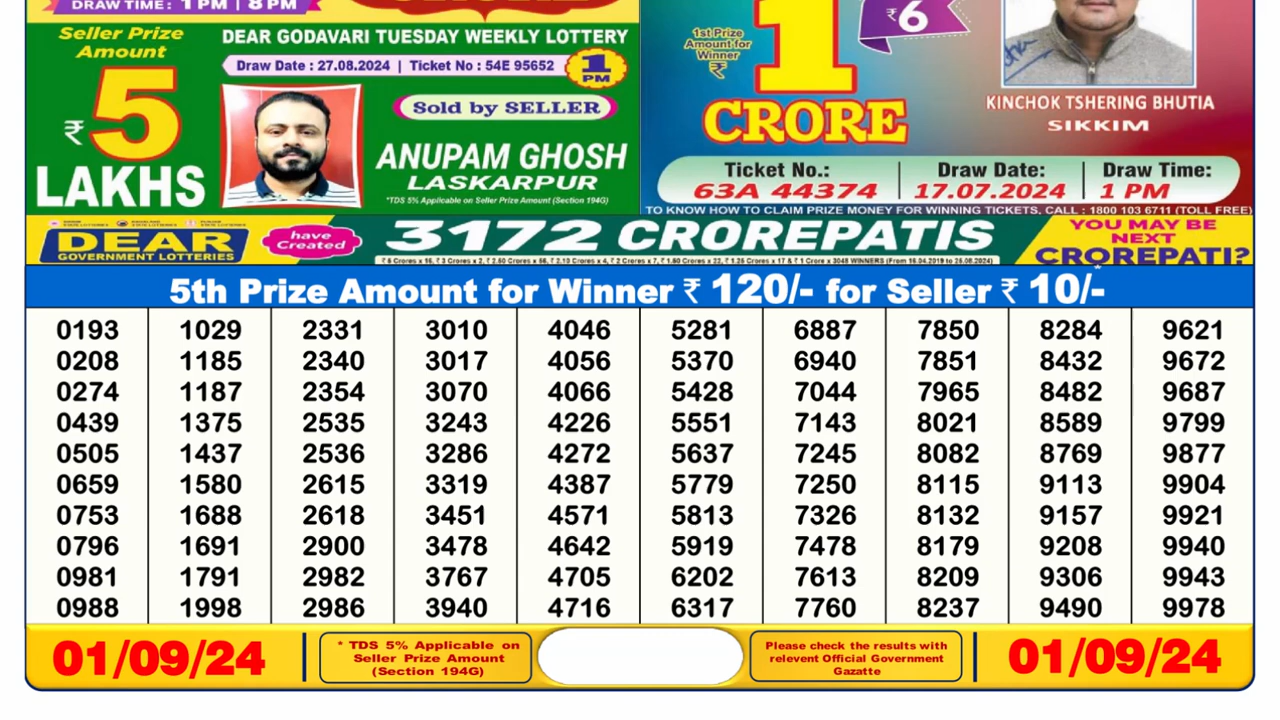 DRAW TIME : 1 PM | 8 PM
Seller Prize
Amount
₹ 5
LAKHS
DEAR GODAVARI TUESDAY WEEKLY LOTTERY
Draw Date : 27.08.2024 | Ticket No : 54E 95652
1
PM
Sold by SELLER
ANUPAM GHOSH
LASKARPUR
*TDS 5% Applicable on Seller Prize Amount (Section 194G)
₹6
1st Prize
Amount for
Winner
₹
1
CRORE
KINCHOK TSHERING BHUTIA
SIKKIM
Ticket No.: | Draw Date: | Draw Time:
63A 44374 | 17.07.2024 | 1 PM
TO KNOW HOW TO CLAIM PRIZE MONEY FOR WINNING TICKETS, CALL : 1800 103 6711 (TOLL FREE)
DEAR
GOVERNMENT LOTTERIES
have
Created
3172 CROREPATIS
YOU MAY BE
NEXT
CROREPATI?
5th Prize Amount for Winner ₹ 120/- for Seller ₹ 10/-*
0193 1029 2331 3010 4046 5281 6887 7850 8284 9621
0208 1185 2340 3017 4056 5370 6940 7851 8432 9672
0274 1187 2354 3070 4066 5428 7044 7965 8482 9687
0439 1375 2535 3243 4226 5551 7143 8021 8589 9799
0505 1437 2536 3286 4272 5637 7245 8082 8769 9877
0659 1580 2615 3319 4387 5779 7250 8115 9113 9904
0753 1688 2618 3451 4571 5813 7326 8132 9157 9921
0796 1691 2900 3478 4642 5919 7478 8179 9208 9940
0981 1791 2982 3767 4705 6202 7613 8209 9306 9943
0988 1998 2986 3940 4716 6317 7760 8237 9490 9978
01/09/24
* TDS 5% Applicable on
Seller Prize Amount
(Section 194G)
Please check the results with
relevent Official Government
Gazatte
01/09/24